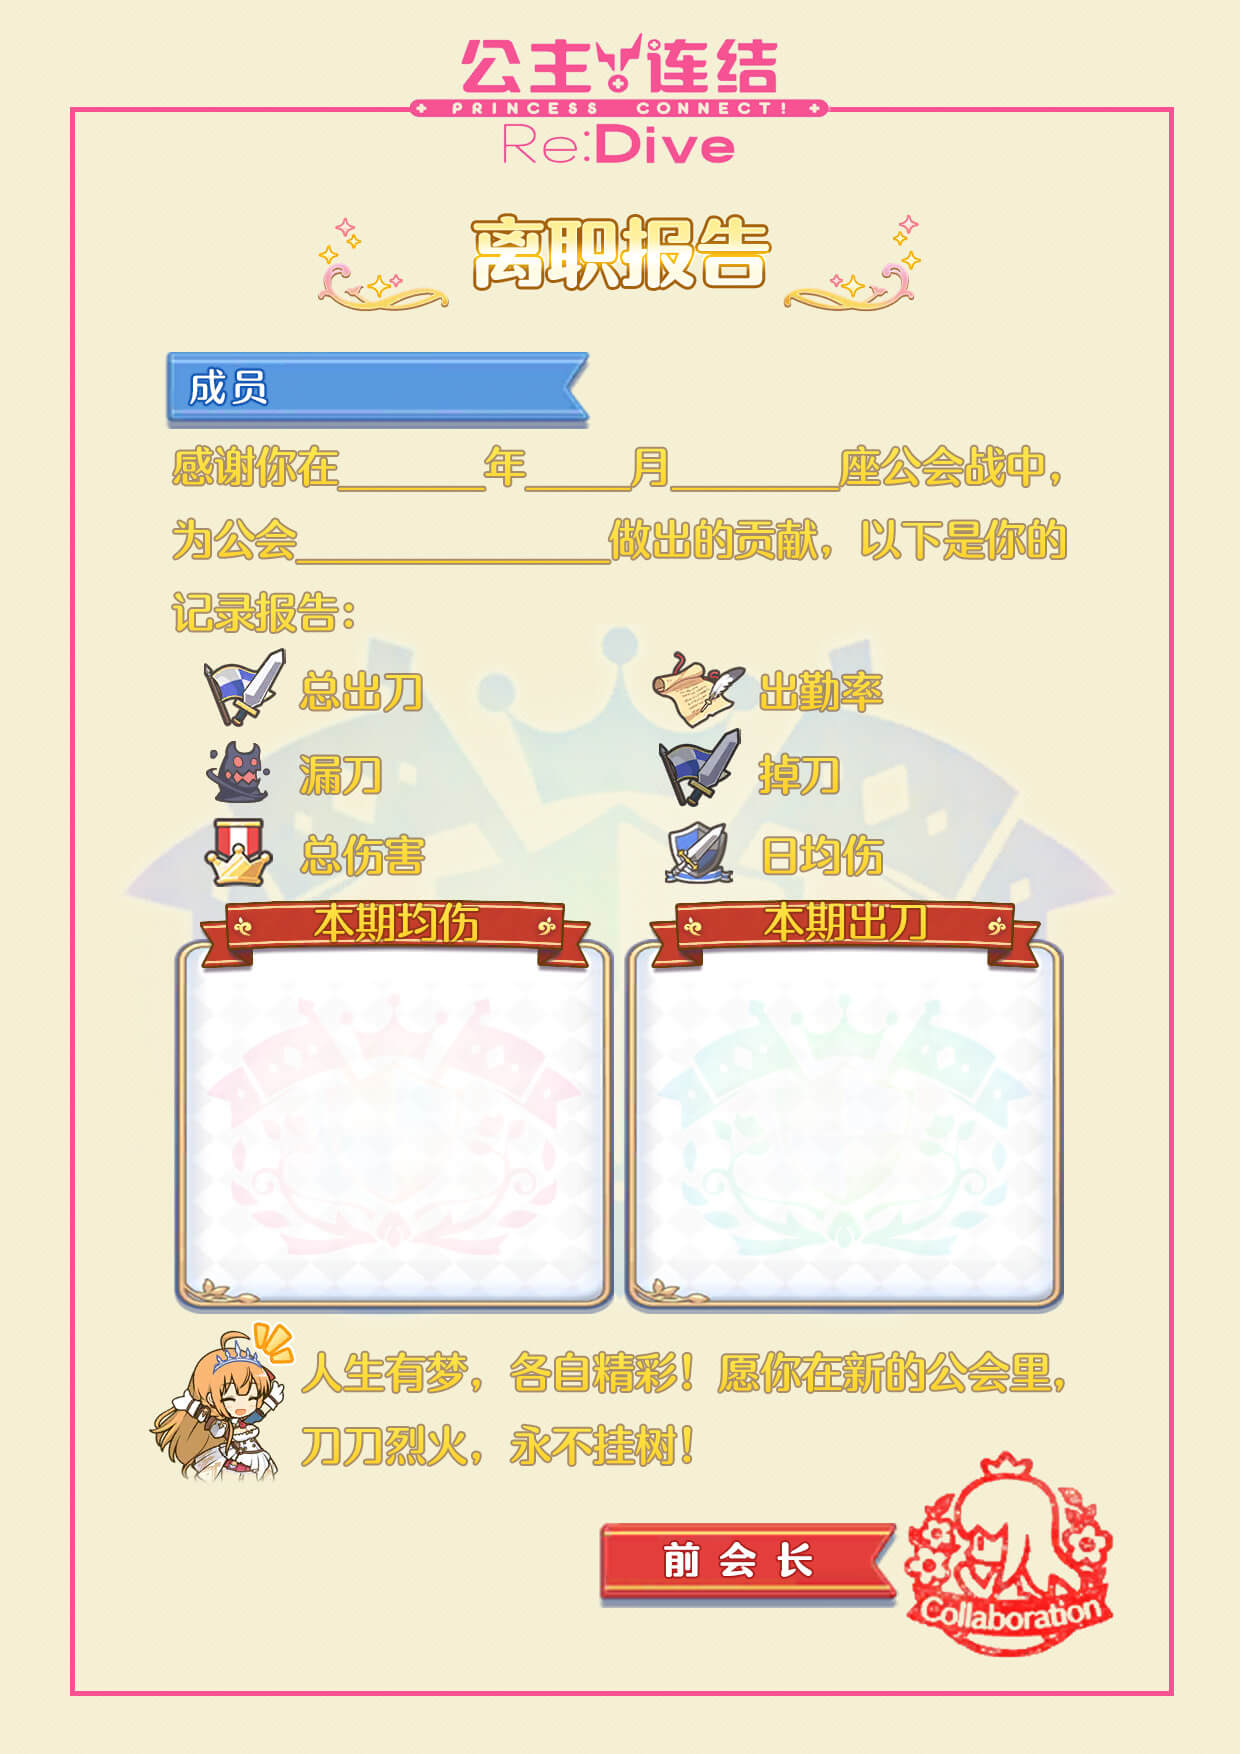 公主连结
PRINCESS CONNECT!
Re:Dive
离职报告
成员
感谢你在_______年_____月________座公会战中，
为公会_______________做出的贡献，以下是你的
记录报告：
总出刀 出勤率
漏刀 掉刀
总伤害 日均伤
本期均伤 本期出刀
人生有梦，各自精彩！愿你在新的公会里，
刀刀烈火，永不挂树！
前会长
Collaboration